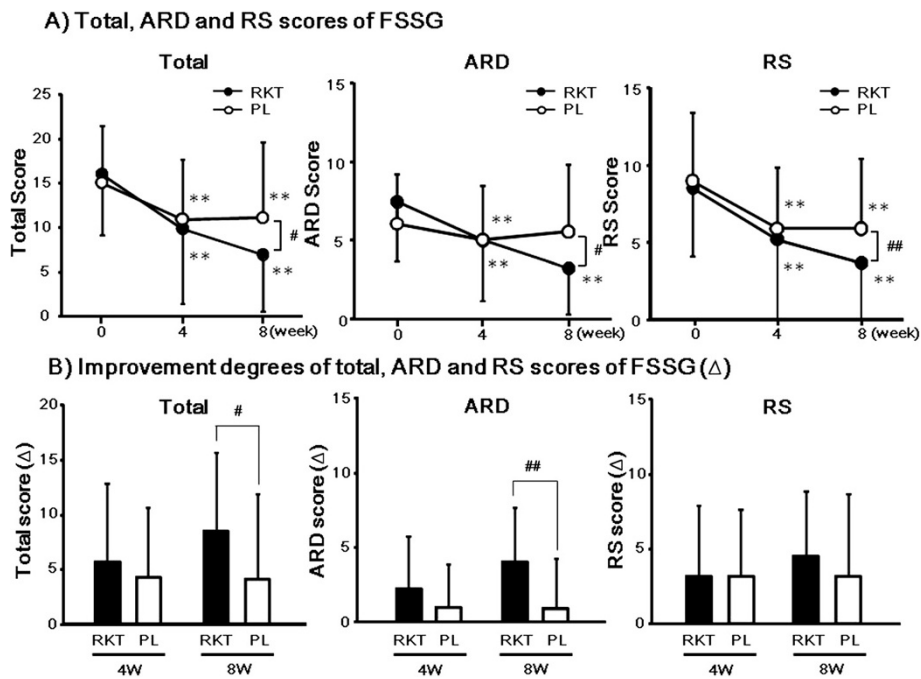 A) Total, ARD and RS scores of FSSG
Total
RKT
PL
Total Score
25
20
15
10
5
0
**
**
**
**
#
0 4 8 (week)
ARD
RKT
PL
ARD Score
15
10
5
0
**
**
**
#
0 4 8 (week)
RS
RKT
PL
RS Score
15
10
5
0
**
**
**
**
##
0 4 8 (week)
B) Improvement degrees of total, ARD and RS scores of FSSG (Δ)
Total
Total score (Δ)
20
15
10
5
0
#
RKT PL RKT PL
4W 8W
ARD
ARD score (Δ)
15
10
5
0
##
RKT PL RKT PL
4W 8W
RS
RS score (Δ)
15
10
5
0
RKT PL RKT PL
4W 8W